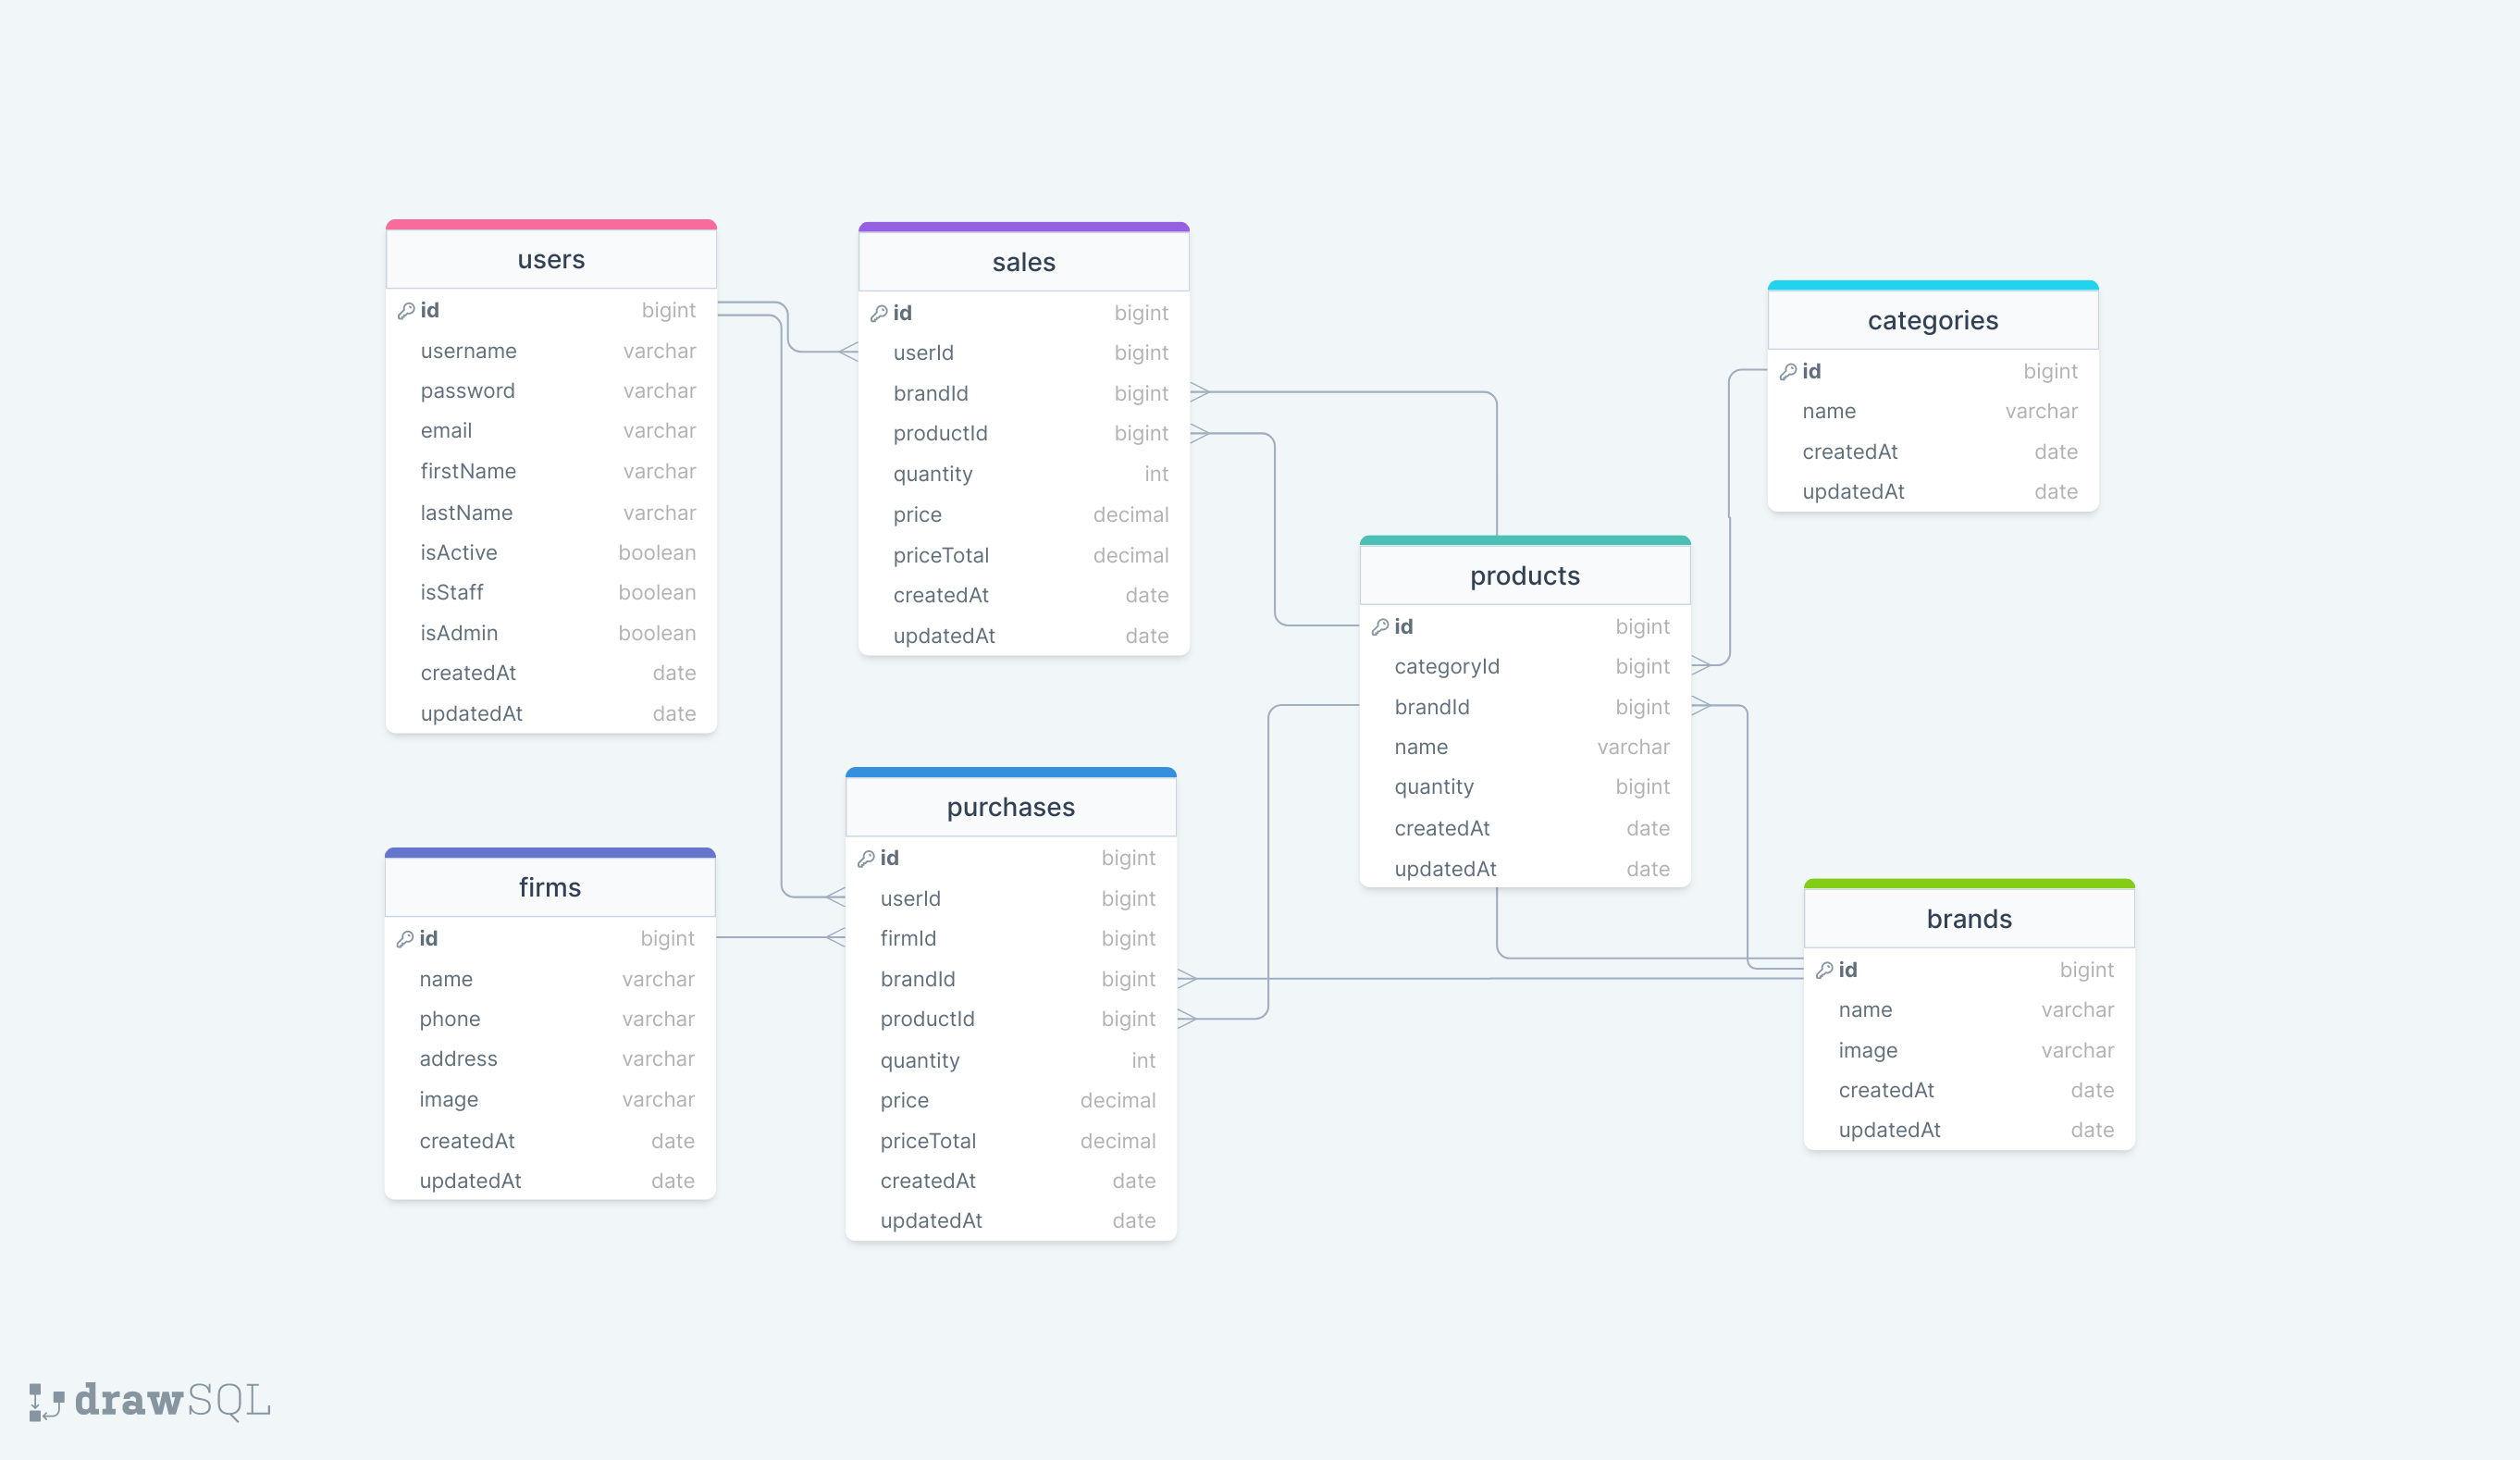 users
id bigint
username varchar
password varchar
email varchar
firstName varchar
lastName varchar
isActive boolean
isStaff boolean
isAdmin boolean
createdAt date
updatedAt date
sales
id bigint
userId bigint
brandId bigint
productId bigint
quantity int
price decimal
priceTotal decimal
createdAt date
updatedAt date
categories
id bigint
name varchar
createdAt date
updatedAt date
products
id bigint
categoryId bigint
brandId bigint
name varchar
quantity bigint
createdAt date
updatedAt date
purchases
id bigint
userId bigint
firmId bigint
brandId bigint
productId bigint
quantity int
price decimal
priceTotal decimal
createdAt date
updatedAt date
firms
id bigint
name varchar
phone varchar
address varchar
image varchar
createdAt date
updatedAt date
brands
id bigint
name varchar
image varchar
createdAt date
updatedAt date
drawSQL